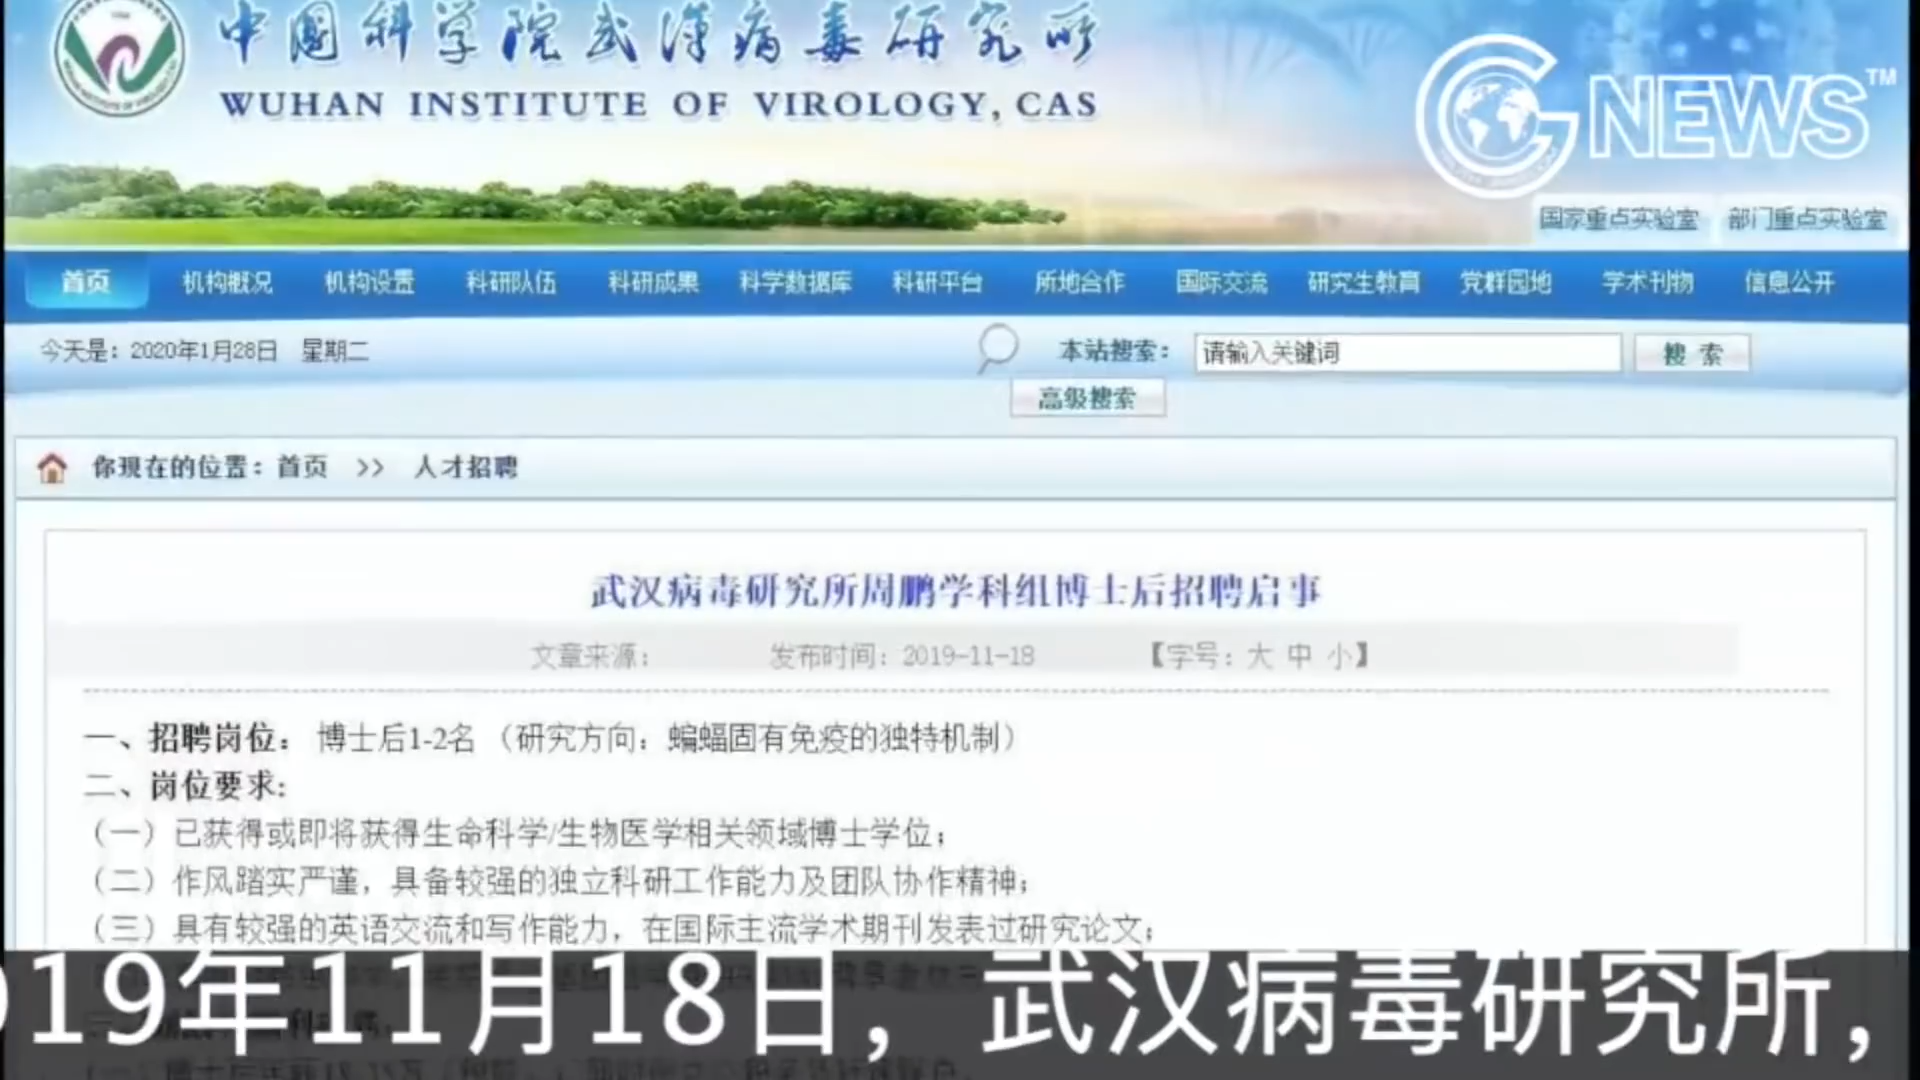 中国科学院武汉病毒研究所
WUHAN INSTITUTE OF VIROLOGY, CAS
GNEWS™
国家重点实验室 部门重点实验室
首页 机构概况 机构设置 科研队伍 科研成果 科学数据库 科研平台 所地合作 国际交流 研究生教育 党群园地 学术刊物 信息公开
今天是：2020年1月28日 星期二 本站搜索： 请输入关键词 搜 索
高级搜索
你现在的位置：首页 >> 人才招聘
武汉病毒研究所周鹏学科组博士后招聘启事
文章来源： 发布时间：2019-11-18 【字号：大 中 小】
一、招聘岗位： 博士后1-2名 （研究方向：蝙蝠固有免疫的独特机制）
二、岗位要求:
（一）已获得或即将获得生命科学/生物医学相关领域博士学位；
（二）作风踏实严谨，具备较强的独立科研工作能力及团队协作精神；
（三）具有较强的英语交流和写作能力，在国际主流学术期刊发表过研究论文；
019年11月18日，武汉病毒研究所，